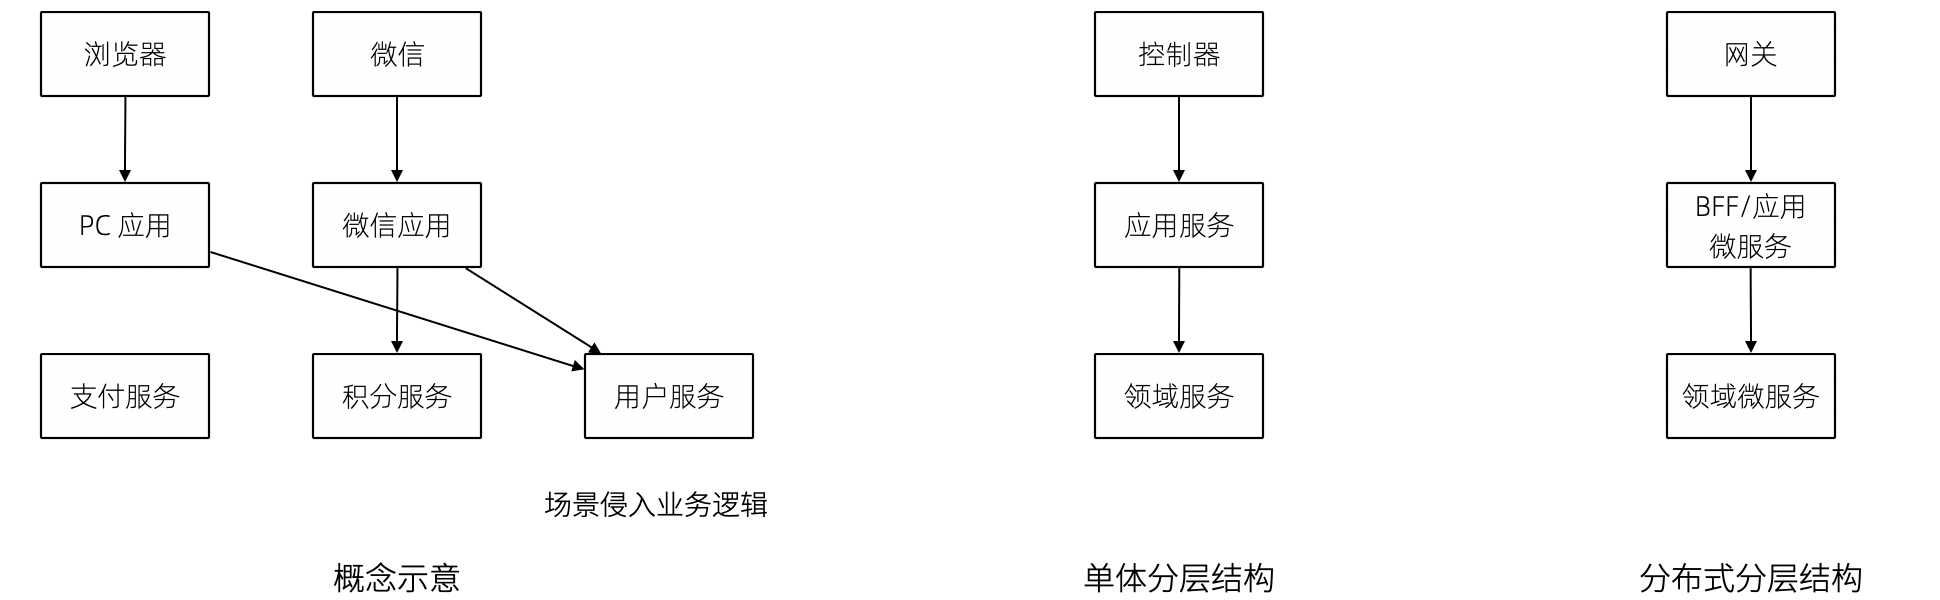 浏览器
微信
控制器
网关
PC 应用
微信应用
应用服务
BFF/应用
微服务
支付服务
积分服务
用户服务
领域服务
领域微服务
场景侵入业务逻辑
概念示意
单体分层结构
分布式分层结构